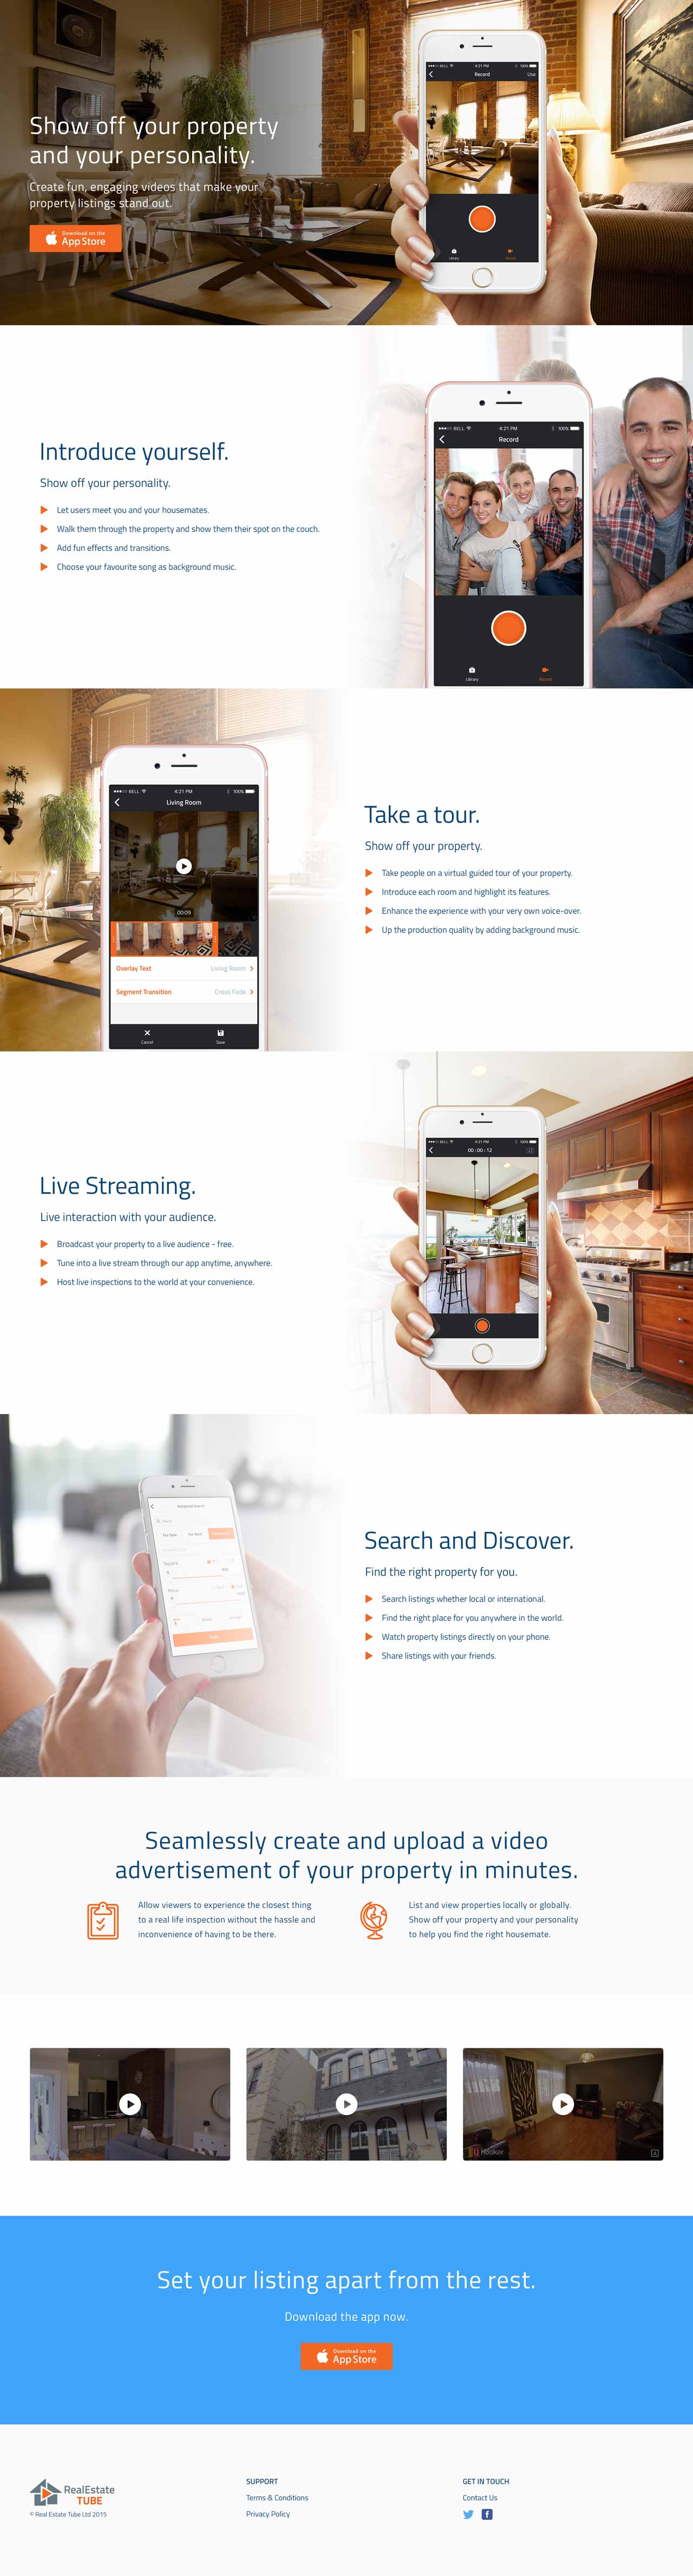 Show off your property
and your personality.
Create fun, engaging videos that make your
property listings stand out.
Download on the
App Store
BELL
4:21 PM
100%
Record
Use
Library
Record
Introduce yourself.
Show off your personality.
Let users meet you and your housemates.
Walk them through the property and show them their spot on the couch.
Add fun effects and transitions.
Choose your favourite song as background music.
BELL
4:21 PM
100%
Record
Library
Record
BELL
4:21 PM
100%
Living Room
00:09
Overlay Text
Living Room
Segment Transition
Cross Fade
Cancel
Save
Take a tour.
Show off your property.
Take people on a virtual guided tour of your property.
Introduce each room and highlight its features.
Enhance the experience with your very own voice-over.
Up the production quality by adding background music.
Live Streaming.
Live interaction with your audience.
Broadcast your property to a live audience - free.
Tune into a live stream through our app anytime, anywhere.
Host live inspections to the world at your convenience.
BELL
4:21 PM
100%
00:00:12
Advanced Search
Square
Price
Search and Discover.
Find the right property for you.
Search listings whether local or international.
Find the right place for you anywhere in the world.
Watch property listings directly on your phone.
Share listings with your friends.
Seamlessly create and upload a video
advertisement of your property in minutes.
Allow viewers to experience the closest thing
to a real life inspection without the hassle and
inconvenience of having to be there.
List and view properties locally or globally.
Show off your property and your personality
to help you find the right housemate.
Hooker
Set your listing apart from the rest.
Download the app now.
Download on the
App Store
RealEstate
TUBE
© Real Estate Tube Ltd 2015
SUPPORT
Terms & Conditions
Privacy Policy
GET IN TOUCH
Contact Us